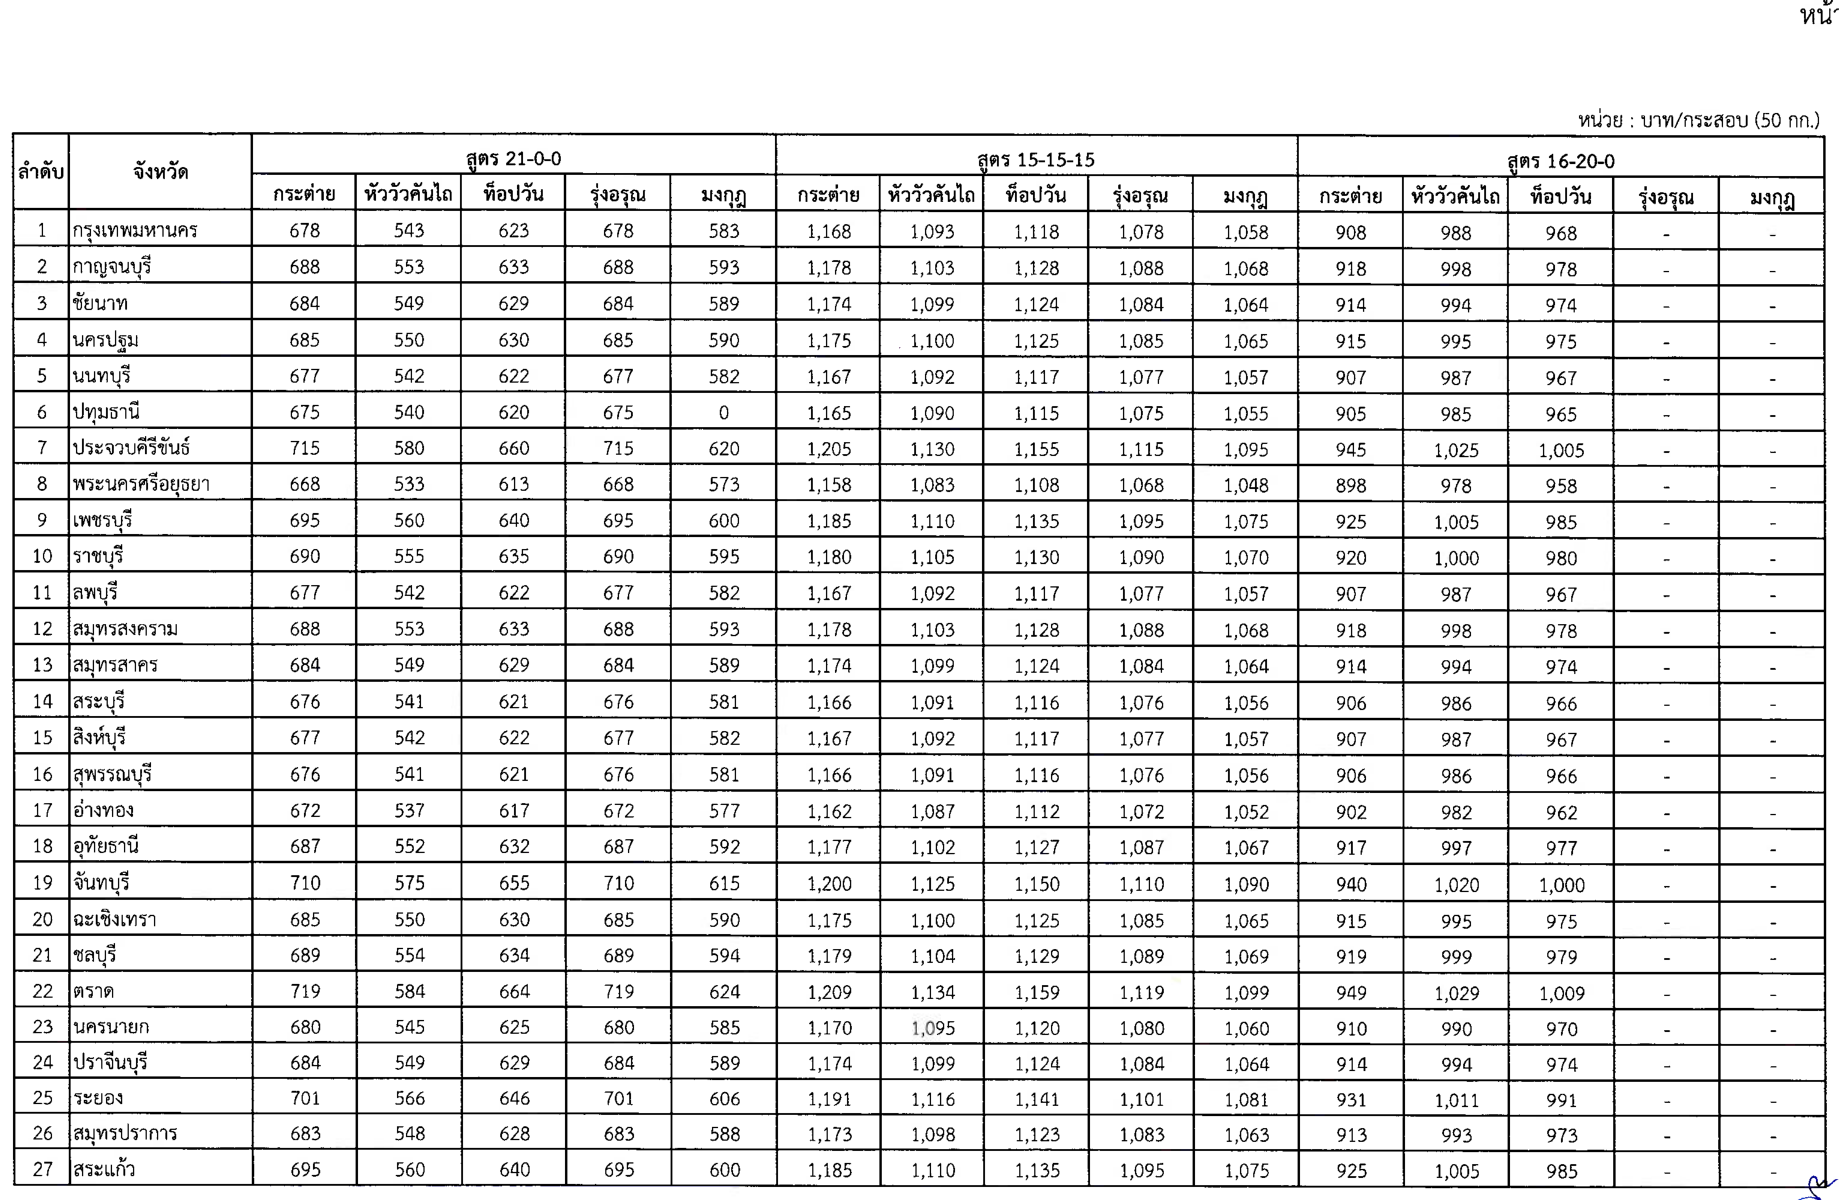 หน้า
หน่วย : บาท/กระสอบ (50 กก.)
ลำดับ จังหวัด สูตร 21-0-0 สูตร 15-15-15 สูตร 16-20-0
กระต่าย หัววัวคันไถ ท็อปวัน รุ่งอรุณ มงกุฎ กระต่าย หัววัวคันไถ ท็อปวัน รุ่งอรุณ มงกุฎ กระต่าย หัววัวคันไถ ท็อปวัน รุ่งอรุณ มงกุฎ
1 กรุงเทพมหานคร 678 543 623 678 583 1,168 1,093 1,118 1,078 1,058 908 988 968 - -
2 กาญจนบุรี 688 553 633 688 593 1,178 1,103 1,128 1,088 1,068 918 998 978 - -
3 ชัยนาท 684 549 629 684 589 1,174 1,099 1,124 1,084 1,064 914 994 974 - -
4 นครปฐม 685 550 630 685 590 1,175 1,100 1,125 1,085 1,065 915 995 975 - -
5 นนทบุรี 677 542 622 677 582 1,167 1,092 1,117 1,077 1,057 907 987 967 - -
6 ปทุมธานี 675 540 620 675 0 1,165 1,090 1,115 1,075 1,055 905 985 965 - -
7 ประจวบคีรีขันธ์ 715 580 660 715 620 1,205 1,130 1,155 1,115 1,095 945 1,025 1,005 - -
8 พระนครศรีอยุธยา 668 533 613 668 573 1,158 1,083 1,108 1,068 1,048 898 978 958 - -
9 เพชรบุรี 695 560 640 695 600 1,185 1,110 1,135 1,095 1,075 925 1,005 985 - -
10 ราชบุรี 690 555 635 690 595 1,180 1,105 1,130 1,090 1,070 920 1,000 980 - -
11 ลพบุรี 677 542 622 677 582 1,167 1,092 1,117 1,077 1,057 907 987 967 - -
12 สมุทรสงคราม 688 553 633 688 593 1,178 1,103 1,128 1,088 1,068 918 998 978 - -
13 สมุทรสาคร 684 549 629 684 589 1,174 1,099 1,124 1,084 1,064 914 994 974 - -
14 สระบุรี 676 541 621 676 581 1,166 1,091 1,116 1,076 1,056 906 986 966 - -
15 สิงห์บุรี 677 542 622 677 582 1,167 1,092 1,117 1,077 1,057 907 987 967 - -
16 สุพรรณบุรี 676 541 621 676 581 1,166 1,091 1,116 1,076 1,056 906 986 966 - -
17 อ่างทอง 672 537 617 672 577 1,162 1,087 1,112 1,072 1,052 902 982 962 - -
18 อุทัยธานี 687 552 632 687 592 1,177 1,102 1,127 1,087 1,067 917 997 977 - -
19 จันทบุรี 710 575 655 710 615 1,200 1,125 1,150 1,110 1,090 940 1,020 1,000 - -
20 ฉะเชิงเทรา 685 550 630 685 590 1,175 1,100 1,125 1,085 1,065 915 995 975 - -
21 ชลบุรี 689 554 634 689 594 1,179 1,104 1,129 1,089 1,069 919 999 979 - -
22 ตราด 719 584 664 719 624 1,209 1,134 1,159 1,119 1,099 949 1,029 1,009 - -
23 นครนายก 680 545 625 680 585 1,170 1,095 1,120 1,080 1,060 910 990 970 - -
24 ปราจีนบุรี 684 549 629 684 589 1,174 1,099 1,124 1,084 1,064 914 994 974 - -
25 ระยอง 701 566 646 701 606 1,191 1,116 1,141 1,101 1,081 931 1,011 991 - -
26 สมุทรปราการ 683 548 628 683 588 1,173 1,098 1,123 1,083 1,063 913 993 973 - -
27 สระแก้ว 695 560 640 695 600 1,185 1,110 1,135 1,095 1,075 925 1,005 985 - -